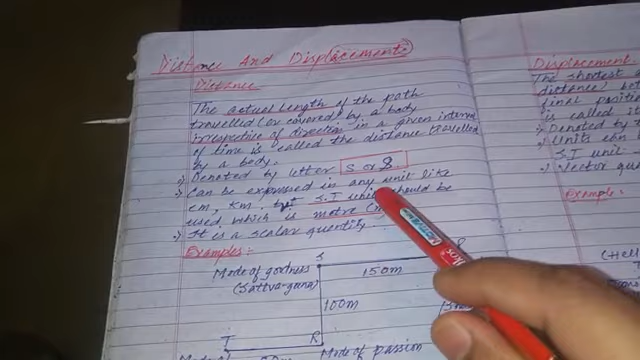 Distance And Displacement
Distance
The actual length of the path
travelled (or covered) by a body
irrespective of direction in a given interval
of time is called the distance travelled
by a body.
Denoted by letter S or
Can be expressed in any unit like
cm, Km. but S.I unit should be
used which is metre (m
It is a scalar quantity
Examples:
S
Mode of goodness
(Sattva-guna)
150m
100m
T
R
Mode of passion
Displacement
The shortest
distance
final posit
is called
Denoted by
Units can
S.I unit
Vector qua
Example:
(Hell